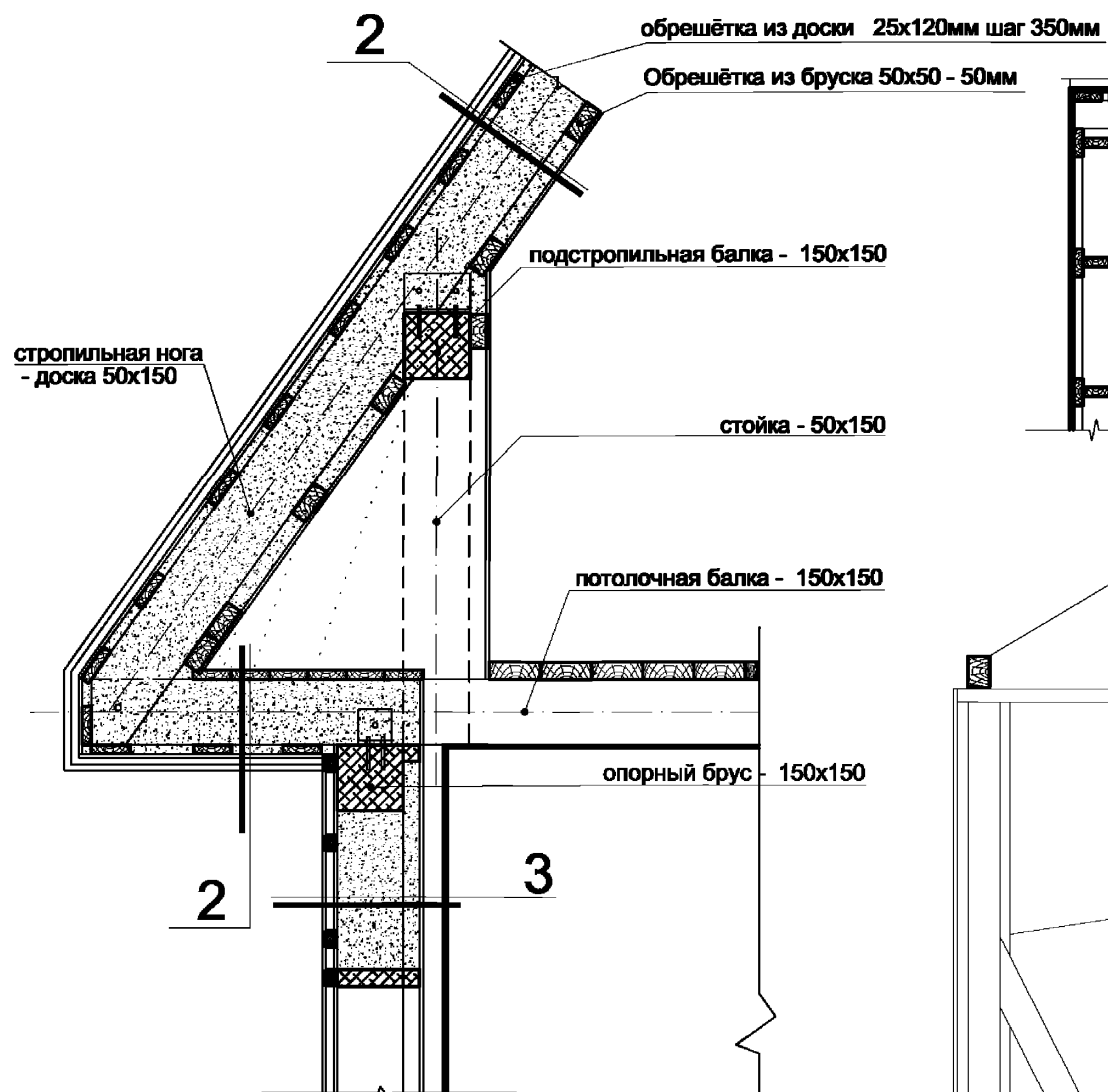 2
обрешётка из доски 25х120мм шаг 350мм
Обрешётка из бруска 50х50 - 50мм
подстропильная балка - 150х150
стропильная нога
- доска 50х150
стойка - 50х150
потолочная балка - 150х150
опорный брус - 150х150
3
2